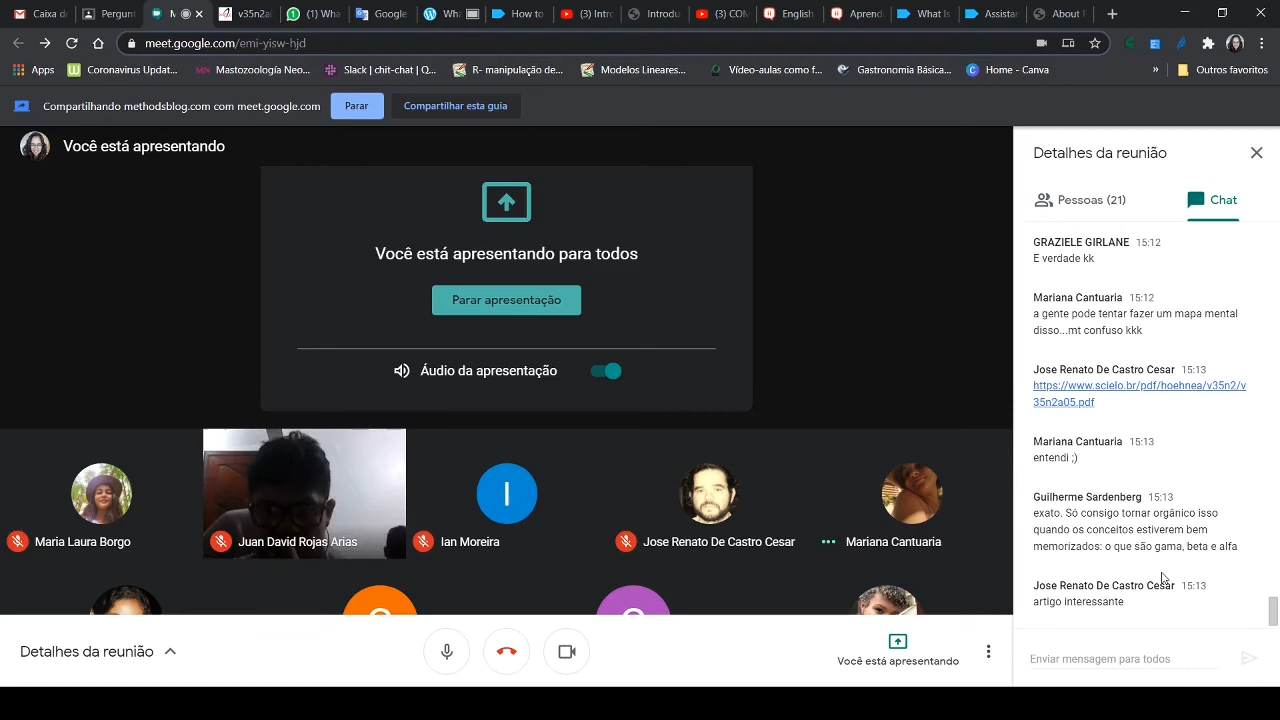 Caixa d
Pergunt
M
v35n2a
(1) Wha
Google
Wha
How to
(3) Intro
Introdu
(3) CON
English
Aprend
What Is
Assistan
About P
meet.google.com/emi-yisw-hjd
Apps
Coronavirus Updat...
Mastozoología Neo...
Slack | chit-chat | Q...
R- manipulação de...
Modelos Lineares...
Vídeo-aulas como f...
Gastronomia Básica...
Home - Canva
»
Outros favoritos
Compartilhando methodsblog.com com meet.google.com
Parar
Compartilhar esta guia
Você está apresentando
Você está apresentando para todos
Parar apresentação
Áudio da apresentação
Maria Laura Borgo
Juan David Rojas Arias
I
Ian Moreira
Jose Renato De Castro Cesar
Mariana Cantuaria
Detalhes da reunião
Você está apresentando
Detalhes da reunião
Pessoas (21)
Chat
GRAZIELE GIRLANE 15:12
E verdade kk
Mariana Cantuaria 15:12
a gente pode tentar fazer um mapa mental
disso...mt confuso kkk
Jose Renato De Castro Cesar 15:13
https://www.scielo.br/pdf/hoehnea/v35n2/v
35n2a05.pdf
Mariana Cantuaria 15:13
entendi ;)
Guilherme Sardenberg 15:13
exato. Só consigo tornar orgânico isso
quando os conceitos estiverem bem
memorizados: o que são gama, beta e alfa
Jose Renato De Castro Cesar 15:13
artigo interessante
Enviar mensagem para todos